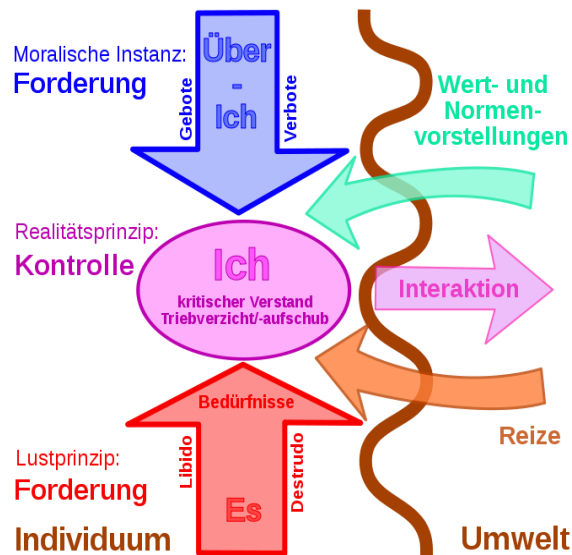 Moralische Instanz:
Forderung
Gebote
Über
-
Ich
Verbote
Wert- und
Normen-
vorstellungen
Realitätsprinzip:
Kontrolle
Ich
kritischer Verstand
Triebverzicht/-aufschub
Interaktion
Bedürfnisse
Reize
Lustprinzip:
Forderung
Libido
Es
Destrudo
Individuum
Umwelt